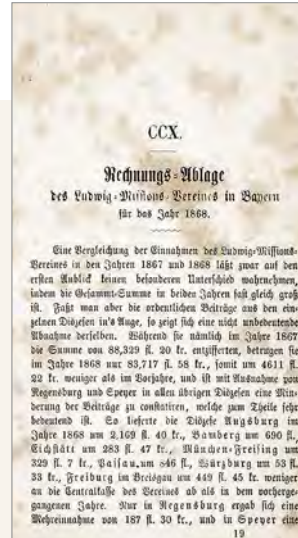 CCX.
Rechnungs-Ablage
des Ludwig-Missions-Vereines in Bayern
für das Jahr 1868.
Eine Vergleichung der Einnahmen des Ludwig-Missions-
Vereines in den Jahren 1867 und 1868 läßt zwar auf den
ersten Anblick keinen besonderen Unterschied wahrnehmen,
indem die Gesammt-Summe in beiden Jahren fast gleich groß
ist. Faßt man aber die ordentlichen Beiträge aus den ein-
zelnen Diözesen in's Auge, so zeigt sich eine nicht unbedeutende
Abnahme derselben. Während sie nämlich im Jahre 1867
die Summe von 88,329 fl. 20 kr. entzifferten, betrugen sie
im Jahre 1868 nur 83,717 fl. 58 kr., somit um 4611 fl.
22 kr. weniger als im Vorjahre, und ist mit Ausnahme von
Regensburg und Speyer in allen übrigen Diözesen eine Min-
derung der Beiträge zu constatiren, welche zum Theile sehr
bedeutend ist. So lieferte die Diözese Augsburg im
Jahre 1868 um 2,169 fl. 40 kr., Bamberg um 690 fl.,
Eichstätt um 283 fl. 47 kr., München-Freising um
329 fl. 7 kr., Passau um 846 fl., Würzburg um 53 fl.
33 kr., Freiburg im Breisgau um 449 fl. 45 kr. weniger
an die Centralkasse des Vereines ab als in dem vorherge-
gangenen Jahre. Nur in Regensburg ergab sich eine
Mehreinnahme von 187 fl. 30 kr., und in Speyer eine
19